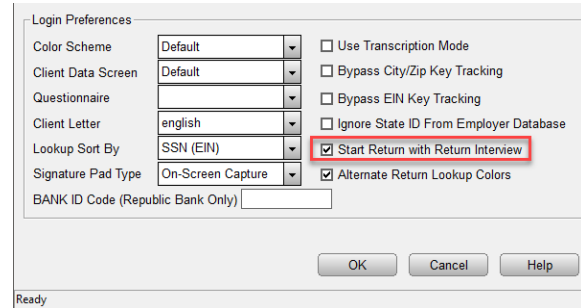 Login Preferences
Color Scheme Default Use Transcription Mode
Client Data Screen Default Bypass City/Zip Key Tracking
Questionnaire Bypass EIN Key Tracking
Client Letter english Ignore State ID From Employer Database
Lookup Sort By SSN (EIN) Start Return with Return Interview
Signature Pad Type On-Screen Capture Alternate Return Lookup Colors
BANK ID Code (Republic Bank Only)
OK Cancel Help
Ready